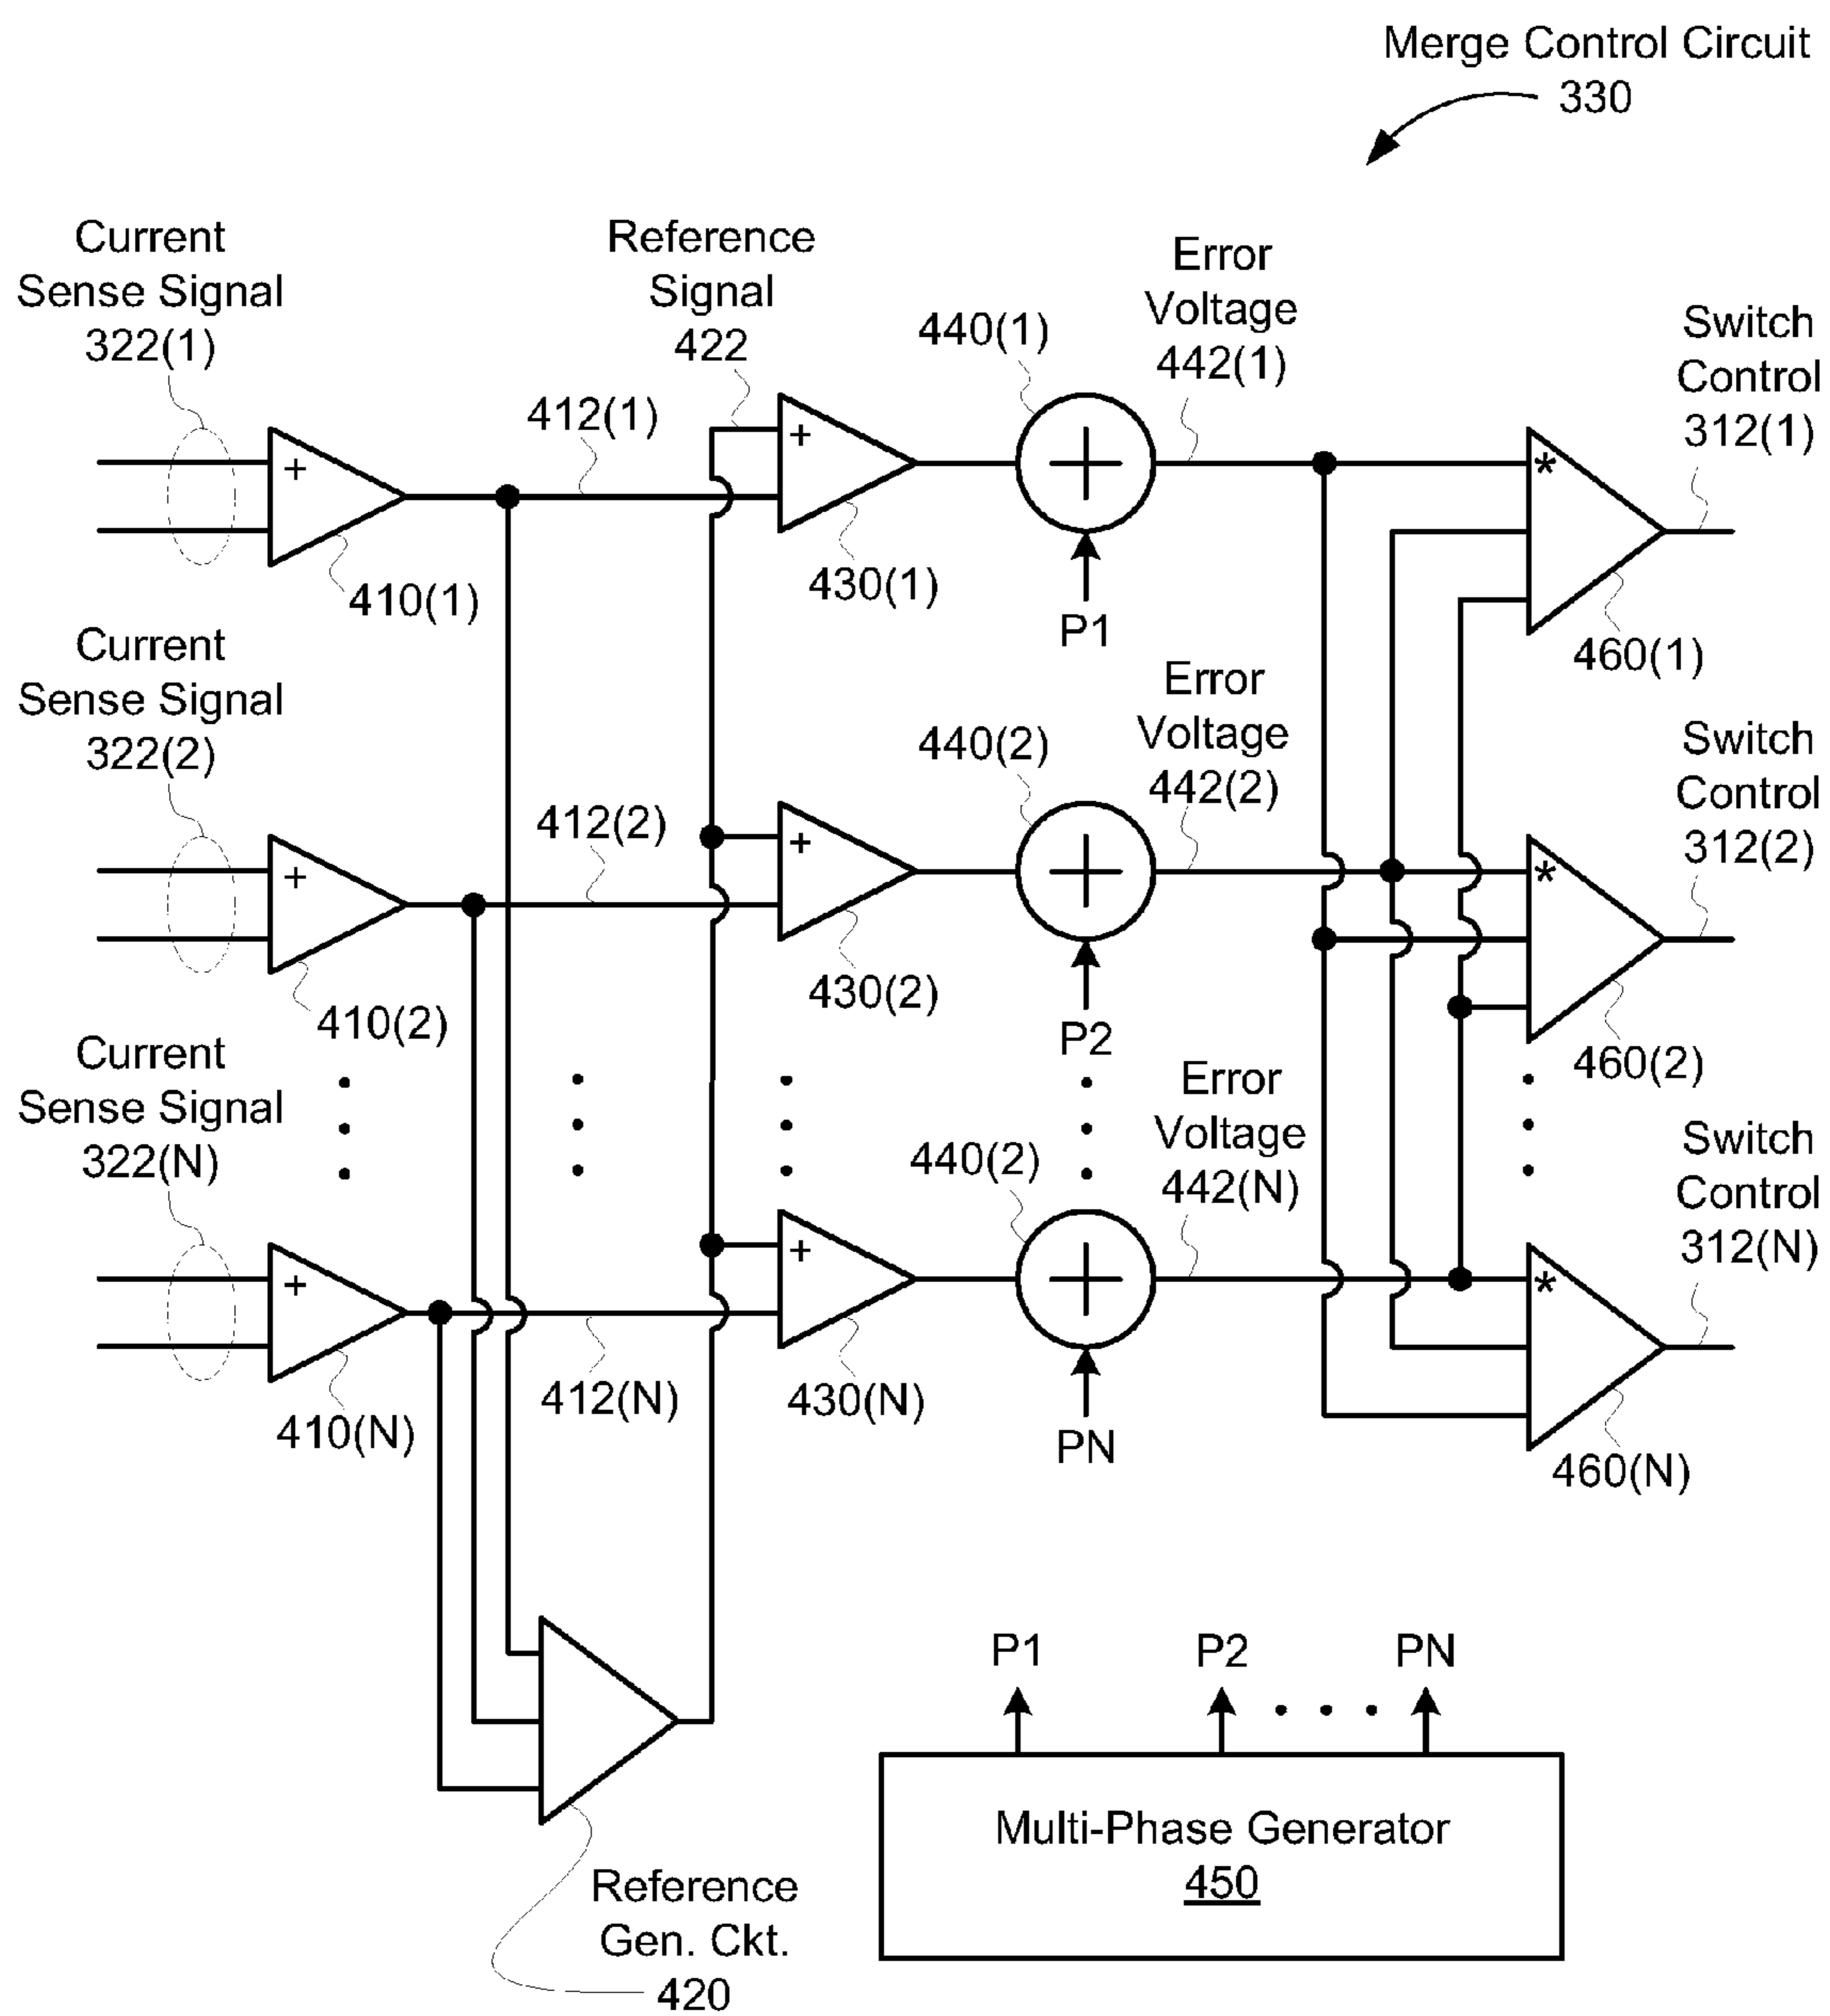 Merge Control Circuit
330
Current
Sense Signal
322(1)
Reference
Signal
422
440(1)
Error
Voltage
442(1)
Switch
Control
312(1)
412(1)
+
+
*
410(1)
430(1)
P1
460(1)
Current
Sense Signal
322(2)
412(2)
440(2)
Error
Voltage
442(2)
Switch
Control
312(2)
+
+
*
410(2)
430(2)
P2
460(2)
Current
Sense Signal
322(N)
440(2)
Error
Voltage
442(N)
Switch
Control
312(N)
+
+
*
410(N)
412(N)
430(N)
PN
460(N)
P1
P2
PN
Multi-Phase Generator
450
Reference
Gen. Ckt.
420